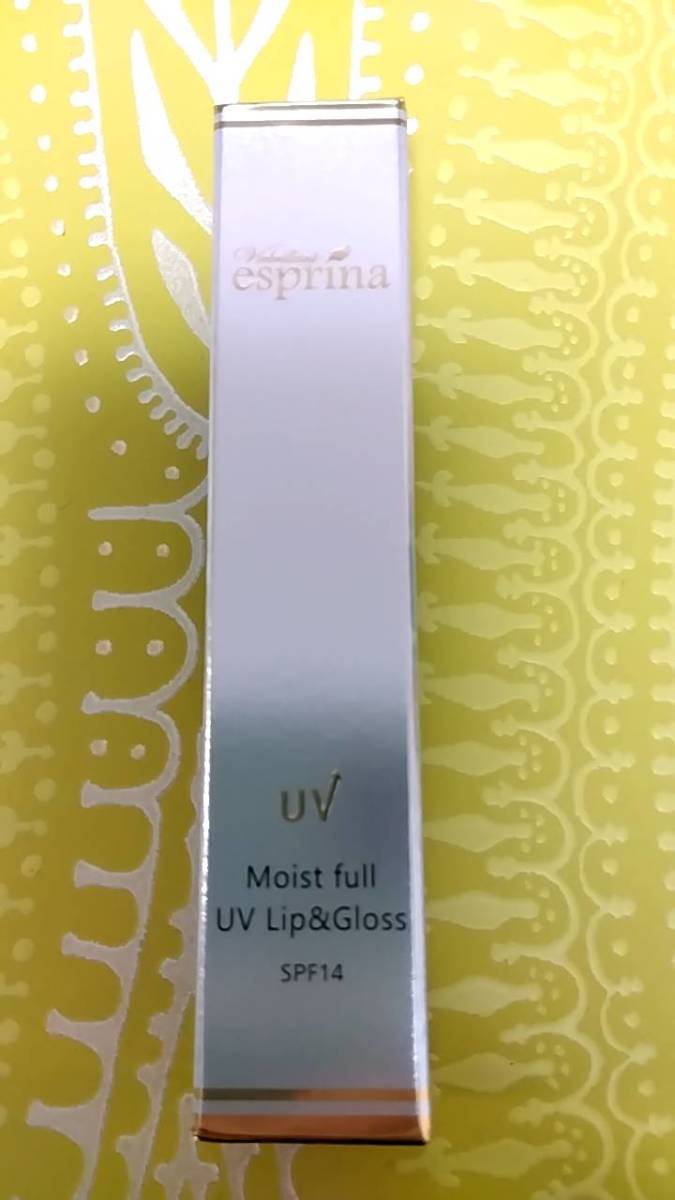 esprina
UV
Moist full
UV Lip&Gloss
SPF14